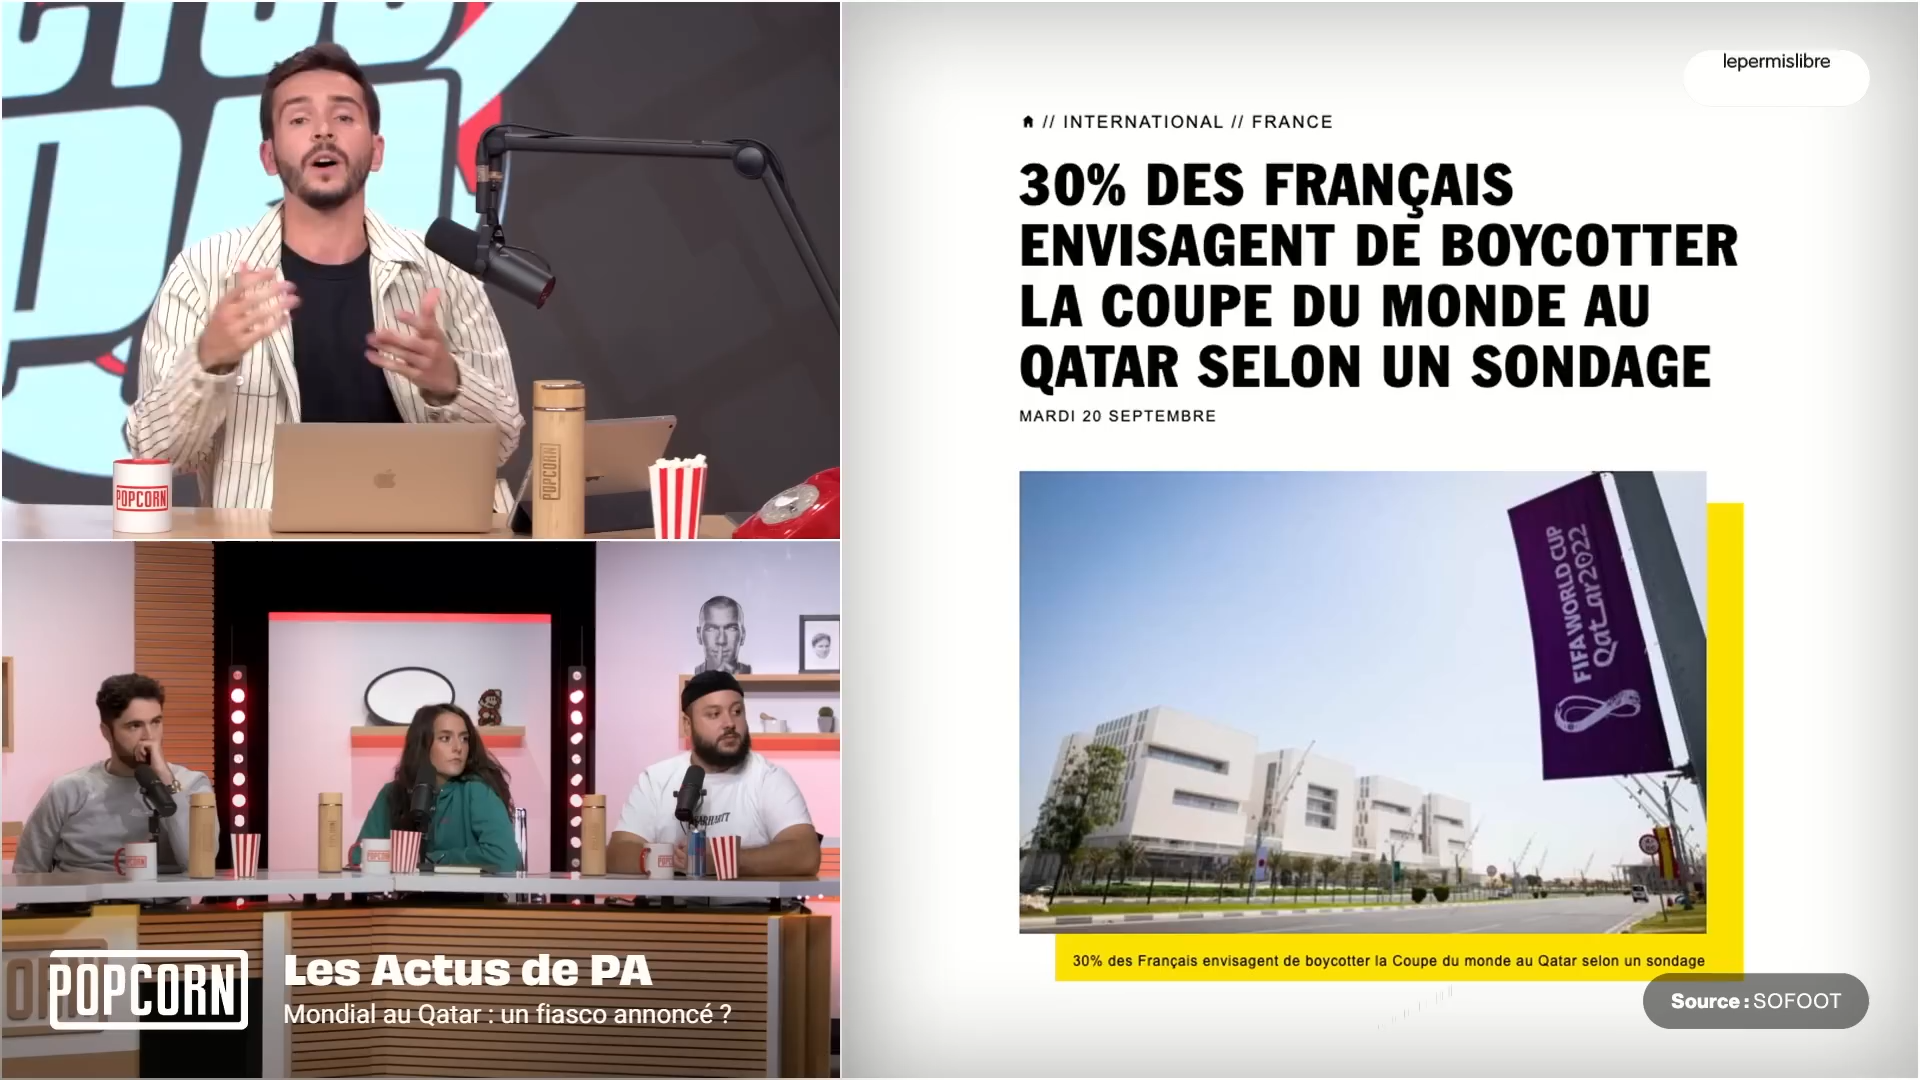 lepermislibre
// INTERNATIONAL // FRANCE
30% DES FRANÇAIS
ENVISAGENT DE BOYCOTTER
LA COUPE DU MONDE AU
QATAR SELON UN SONDAGE
MARDI 20 SEPTEMBRE
FIFA WORLD CUP
Qatar2022
30% des Français envisagent de boycotter la Coupe du monde au Qatar selon un sondage
Source : SOFOOT
POPCORN
POPCORN
POPCORN
Les Actus de PA
Mondial au Qatar : un fiasco annoncé ?